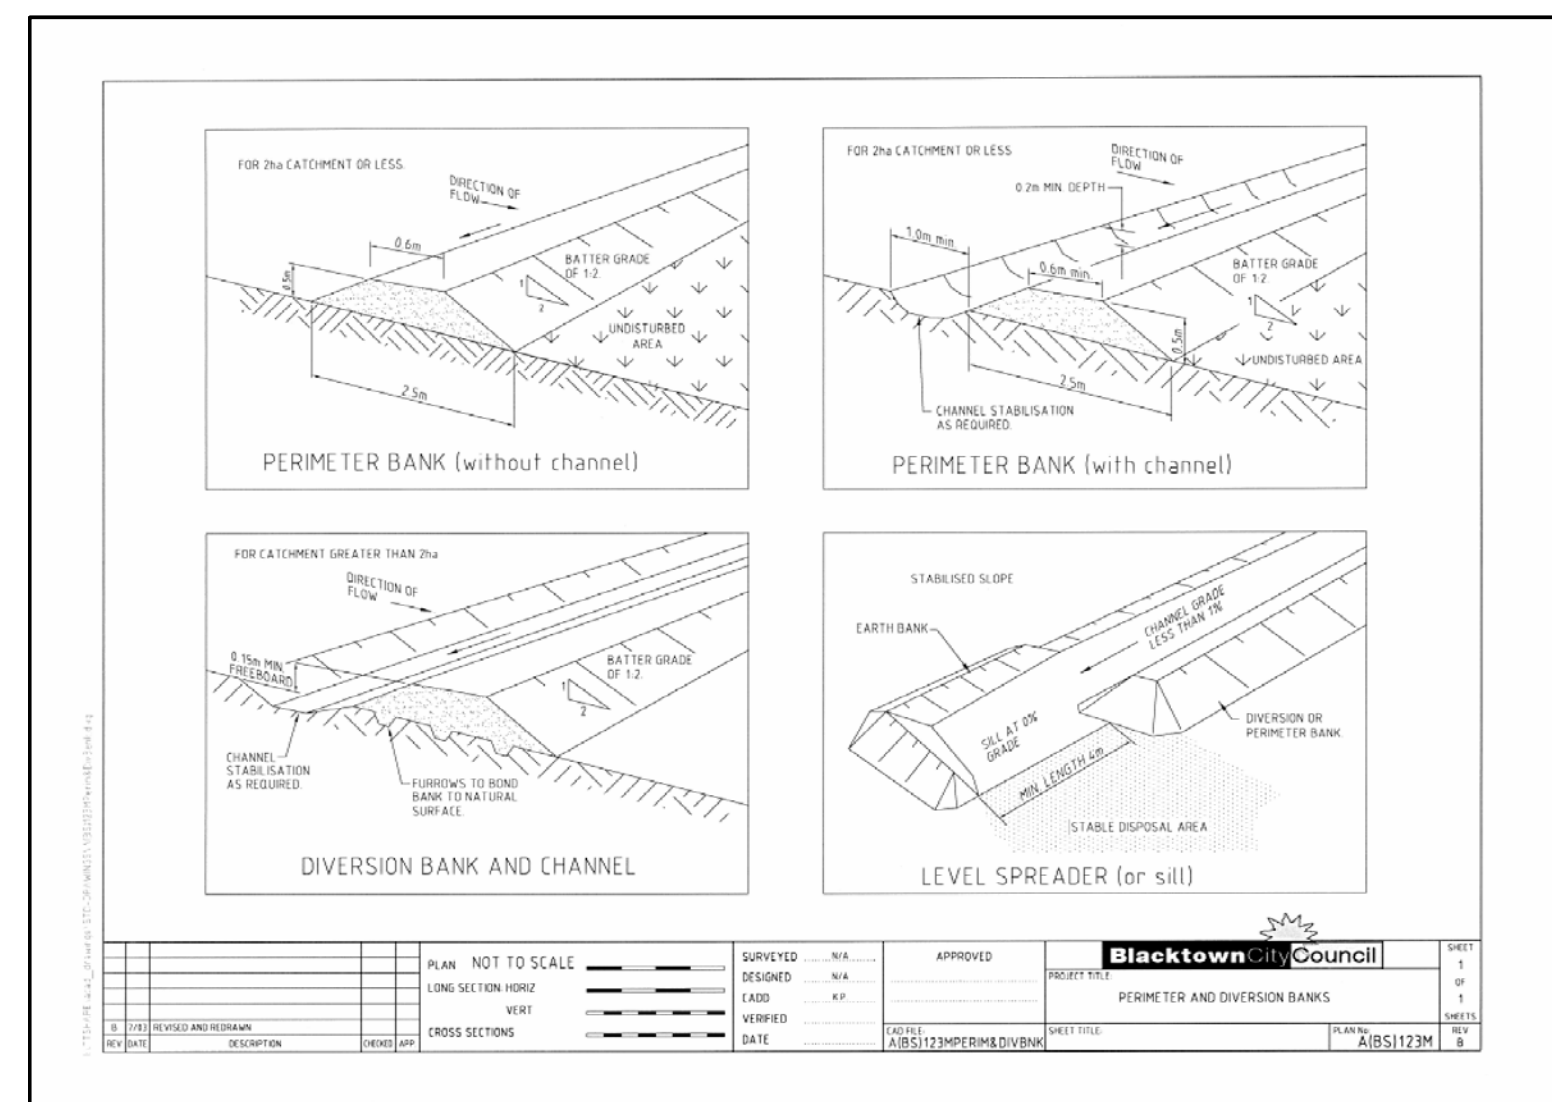 FOR 2ha CATCHMENT OR LESS.
DIRECTION OF
FLOW
0.6m
0.5m
BATTER GRADE
OF 1:2.
1
2
UNDISTURBED
AREA
2.5m
PERIMETER BANK (without channel)
FOR 2ha CATCHMENT OR LESS
DIRECTION OF
FLOW
0.2m MIN. DEPTH
1.0m min.
0.6m min.
BATTER GRADE
OF 1:2.
1
2
0.5m
UNDISTURBED AREA
2.5m
CHANNEL STABILISATION
AS REQUIRED.
PERIMETER BANK (with channel)
FOR CATCHMENT GREATER THAN 2ha
DIRECTION OF
FLOW
0.15m MIN.
FREEBOARD
BATTER GRADE
OF 1:2.
1
2
CHANNEL
STABILISATION
AS REQUIRED.
FURROWS TO BOND
BANK TO NATURAL
SURFACE.
DIVERSION BANK AND CHANNEL
STABILISED SLOPE
EARTH BANK
CHANNEL GRADE
LESS THAN 1%
SILL AT 0%
GRADE
MIN. LENGTH 4m
DIVERSION OR
PERIMETER BANK.
STABLE DISPOSAL AREA
LEVEL SPREADER (or sill)
B 7/03 REVISED AND REDRAWN
REV DATE DESCRIPTION CHECKED APP
PLAN NOT TO SCALE
LONG SECTION: HORIZ
VERT
CROSS SECTIONS
SURVEYED N/A
DESIGNED N/A
CADD KP
VERIFIED
DATE
APPROVED
CAD FILE:
A(BS)123MPERIM&DIVBNK
BlacktownCityCouncil
PROJECT TITLE:
PERIMETER AND DIVERSION BANKS
SHEET TITLE:
PLAN No:
A(BS)123M
SHEET
1
OF
1
SHEETS
REV
B